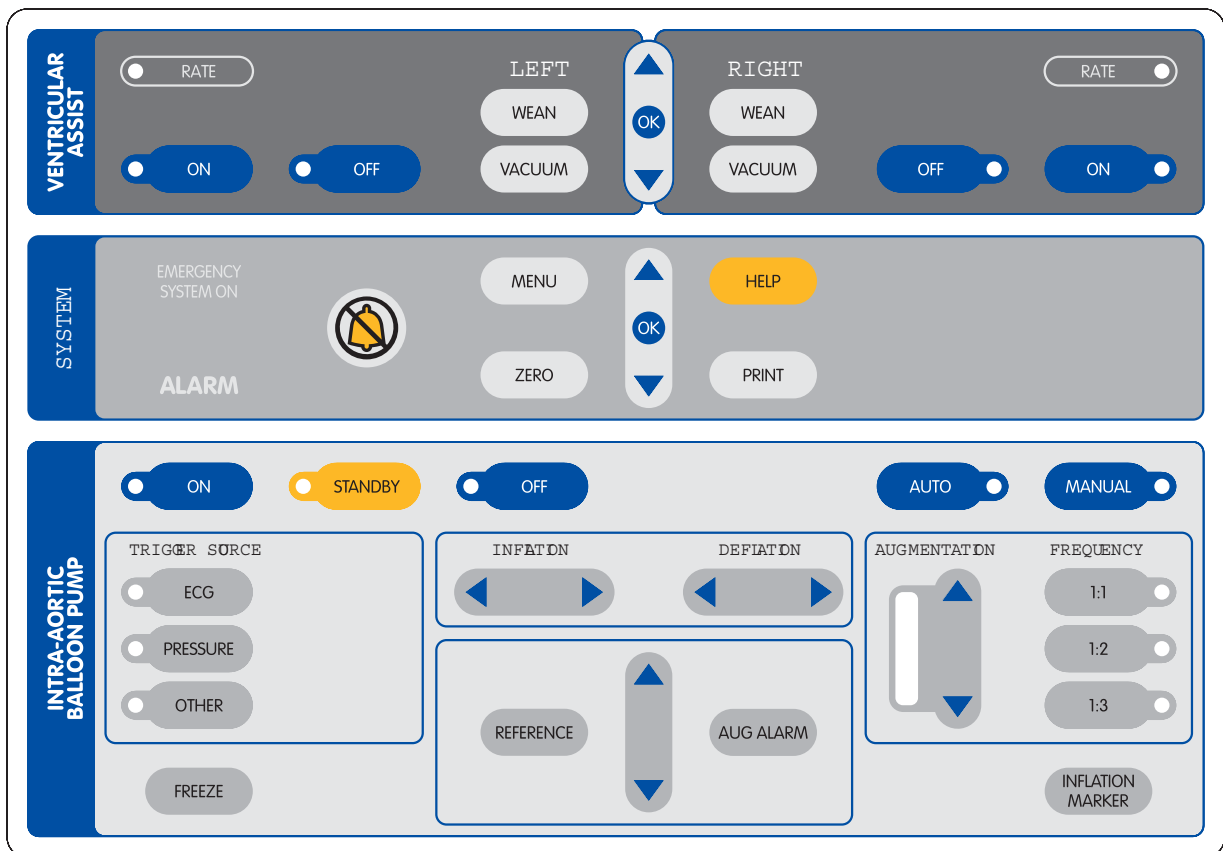 VENTRICULAR
ASSIST
RATE
LEFT
RIGHT
RATE
WEAN
OK
WEAN
ON
OFF
VACUUM
VACUUM
OFF
ON
SYSTEM
EMERGENCY
SYSTEM ON
MENU
HELP
OK
ALARM
ZERO
PRINT
INTRA-AORTIC
BALLOON PUMP
ON
STANDBY
OFF
AUTO
MANUAL
TRIGGER SURCE
ECG
PRESSURE
OTHER
FREEZE
INFLATION
DEFLATION
REFERENCE
AUG ALARM
AUGMENTATION
FREQUENCY
1:1
1:2
1:3
INFLATION
MARKER